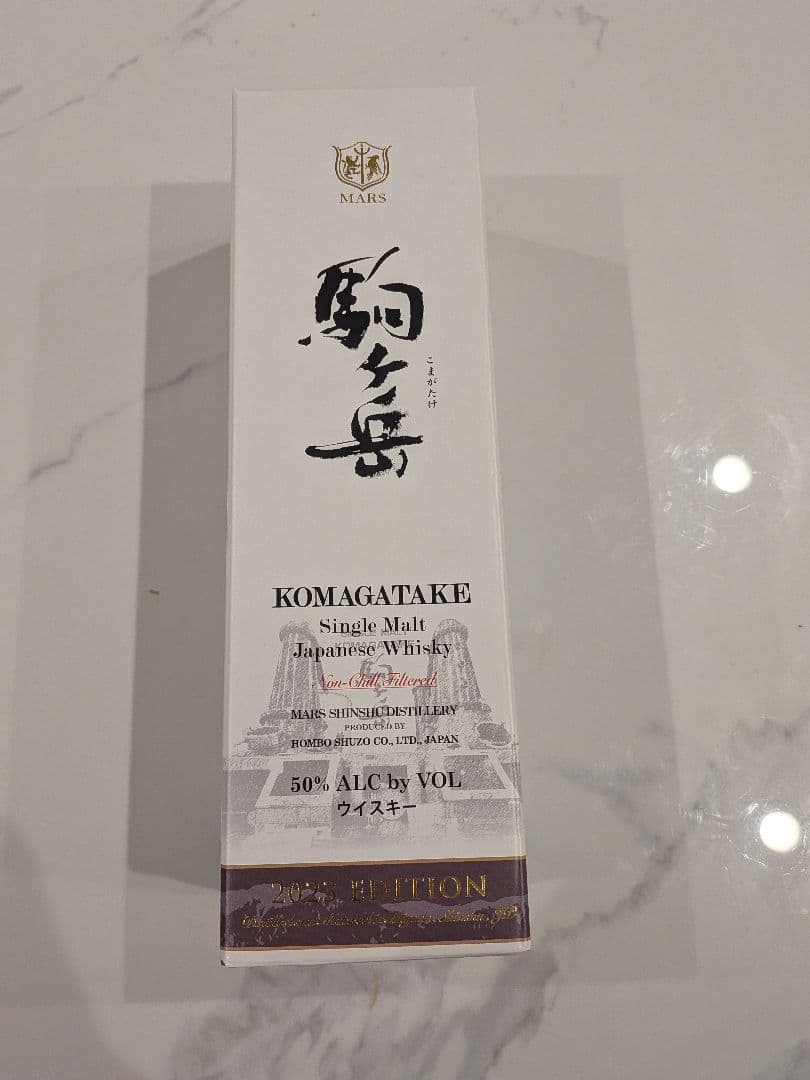 MARS
駒ヶ岳
こまがたけ
KOMAGATAKE
Single Malt
Japanese Whisky
Non-Chill Filtered
MARS SHINSHU DISTILLERY
PRODUCED BY
HOMBO SHUZO CO., LTD., JAPAN
50% ALC by VOL
ウイスキー
2023 EDITION